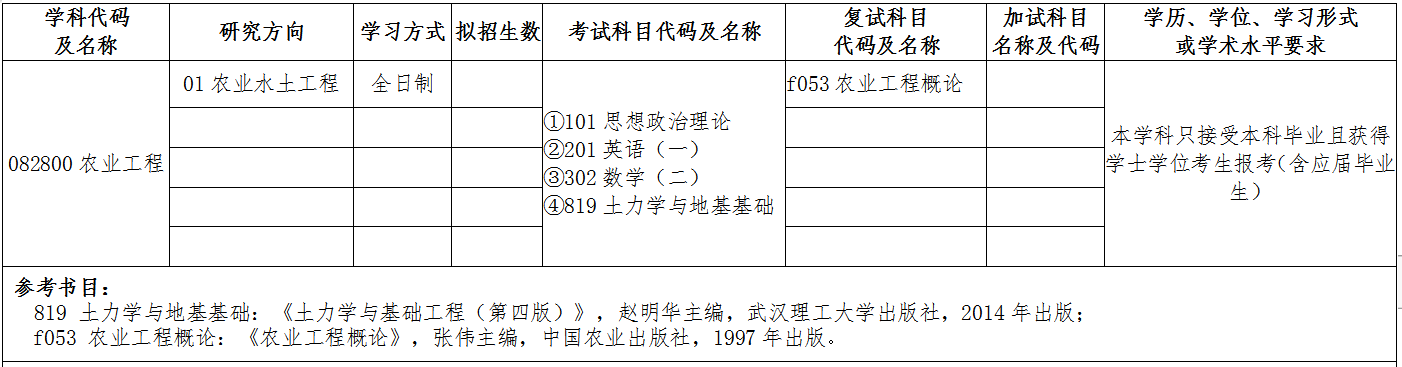 学科代码
及名称
研究方向
学习方式
拟招生数
考试科目代码及名称
复试科目
代码及名称
加试科目
名称及代码
学历、学位、学习形式
或学术水平要求
082800 农业工程
01 农业水土工程
全日制
①101 思想政治理论
②201 英语（一）
③302 数学（二）
④819 土力学与地基基础
f053 农业工程概论
本学科只接受本科毕业且获得
学士学位考生报考（含应届毕业
生）
参考书目：
819 土力学与地基基础：《土力学与基础工程（第四版）》，赵明华主编，武汉理工大学出版社，2014 年出版；
f053 农业工程概论：《农业工程概论》，张伟主编，中国农业出版社，1997 年出版。